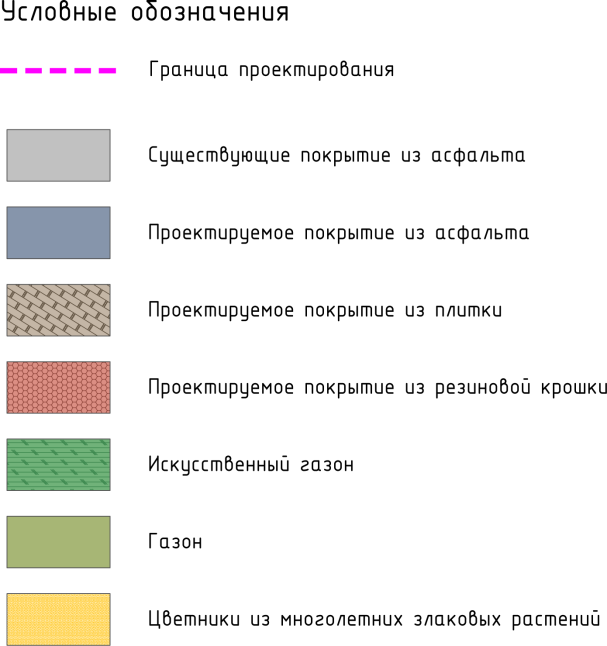 Условные обозначения
Граница проектирования
Существующие покрытие из асфальта
Проектируемое покрытие из асфальта
Проектируемое покрытие из плитки
Проектируемое покрытие из резиновой крошки
Искусственный газон
Газон
Цветники из многолетних злаковых растений